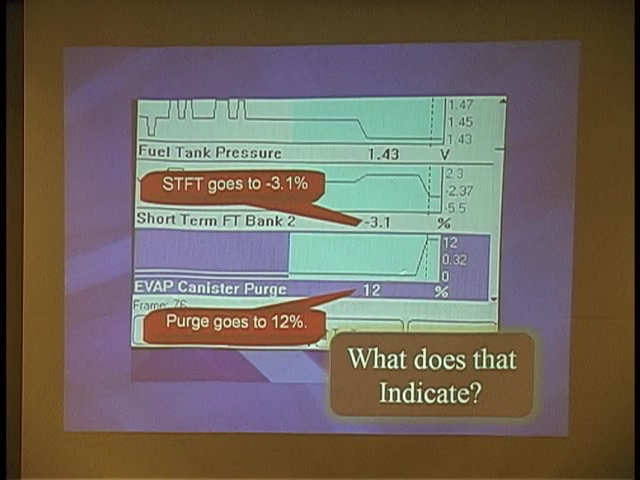 1.47
1.45
1.43
Fuel Tank Pressure 1.43 V
2.3
STFT goes to -3.1%
-2.37
-5.5
Short Term FT Bank 2 -3.1 %
12
0.32
0
EVAP Canister Purge 12 %
Frame: 76
Purge goes to 12%.
What does that
Indicate?